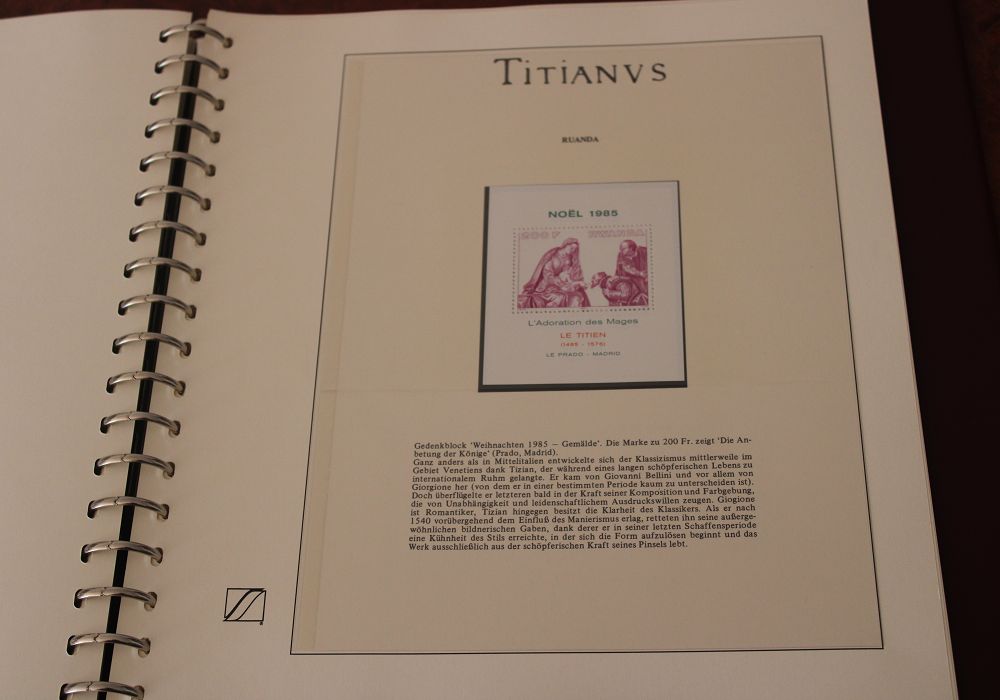 TITIANVS
RUANDA
NOËL 1985
200 F RWANDA
L'Adoration des Mages
LE TITIEN
(1485 - 1576)
LE PRADO - MADRID
Gedenkblock 'Weihnachten 1985 – Gemälde'. Die Marke zu 200 Fr. zeigt 'Die An-
betung der Könige' (Prado, Madrid).
Ganz anders als in Mittelitalien entwickelte sich der Klassizismus mittlerweile im
Gebiet Venetiens dank Tizian, der während eines langen schöpferischen Lebens zu
internationalem Ruhm gelangte. Er kam von Giovanni Bellini und vor allem von
Giorgione her (von dem er in einer bestimmten Periode kaum zu unterscheiden ist).
Doch überflügelte er letzteren bald in der Kraft seiner Komposition und Farbgebung,
die von Unabhängigkeit und leidenschaftlichem Ausdruckswillen zeugen. Giogione
ist Romantiker, Tizian hingegen besitzt die Klarheit des Klassikers. Als er nach
1540 vorübergehend dem Einfluß des Manierismus erlag, retteten ihn seine außerge-
wöhnlichen bildnerischen Gaben, dank derer er in seiner letzten Schaffensperiode
eine Kühnheit des Stils erreichte, in der sich die Form aufzulösen beginnt und das
Werk ausschließlich aus der schöpferischen Kraft seines Pinsels lebt.